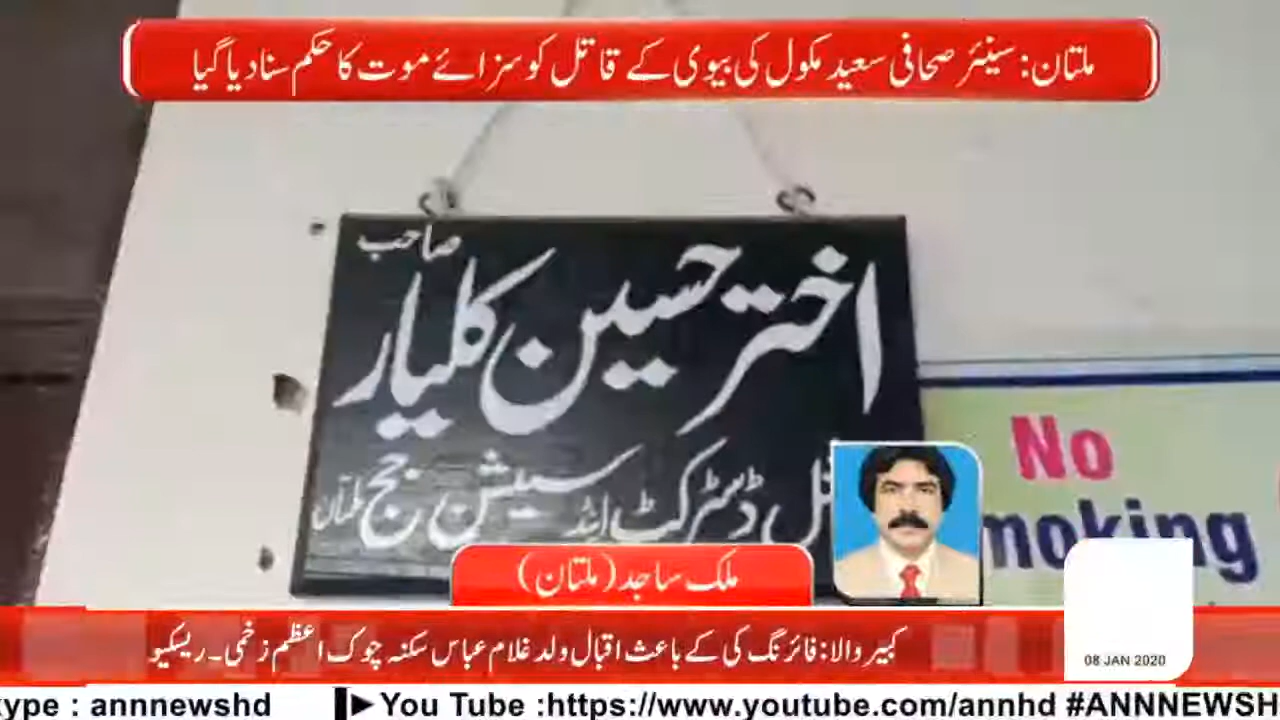 ملتان: سینئر صحافی سعید مکول کی بیوی کے قاتل کو سزائے موت کا حکم سنا دیا گیا
صاحب
اختر حسین کلیار
ڈسٹرکٹ اینڈ سیشن جج ملتان
No
moking
ملک ساجد (ملتان)
کبیر والا: فائرنگ کی کے باعث اقبال ولد غلام عباس سکنہ چوک اعظم زخمی۔ ریسکیو
08 JAN 2020
kype : annnewshd ▶ You Tube :https://www.youtube.com/annhd #ANNNEWSH